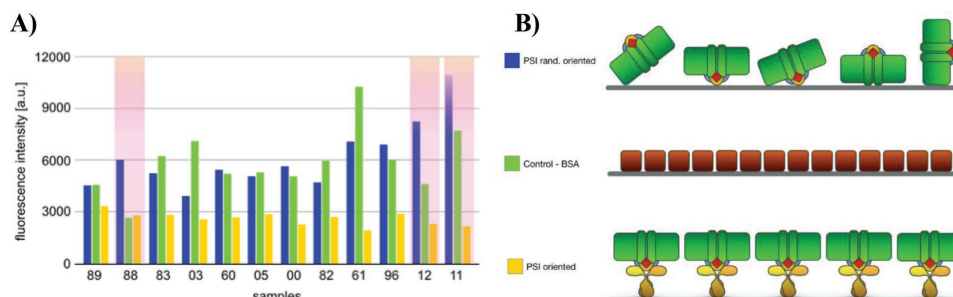 A)
B)
12000
9000
6000
3000
0
fluorescence intensity [a.u.]
89 88 83 03 60 05 00 82 61 96 12 11
samples
PSI rand. oriented
Control - BSA
PSI oriented